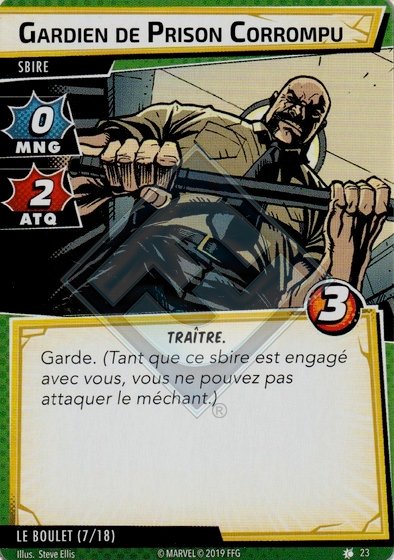 GARDIEN DE PRISON CORROMPU
SBIRE
0
MNG
2
ATQ
3
TRAÎTRE.
Garde. (Tant que ce sbire est engagé
avec vous, vous ne pouvez pas
attaquer le méchant.)
®
LE BOULET (7/18)
Illus. Steve Ellis © MARVEL © 2019 FFG 23